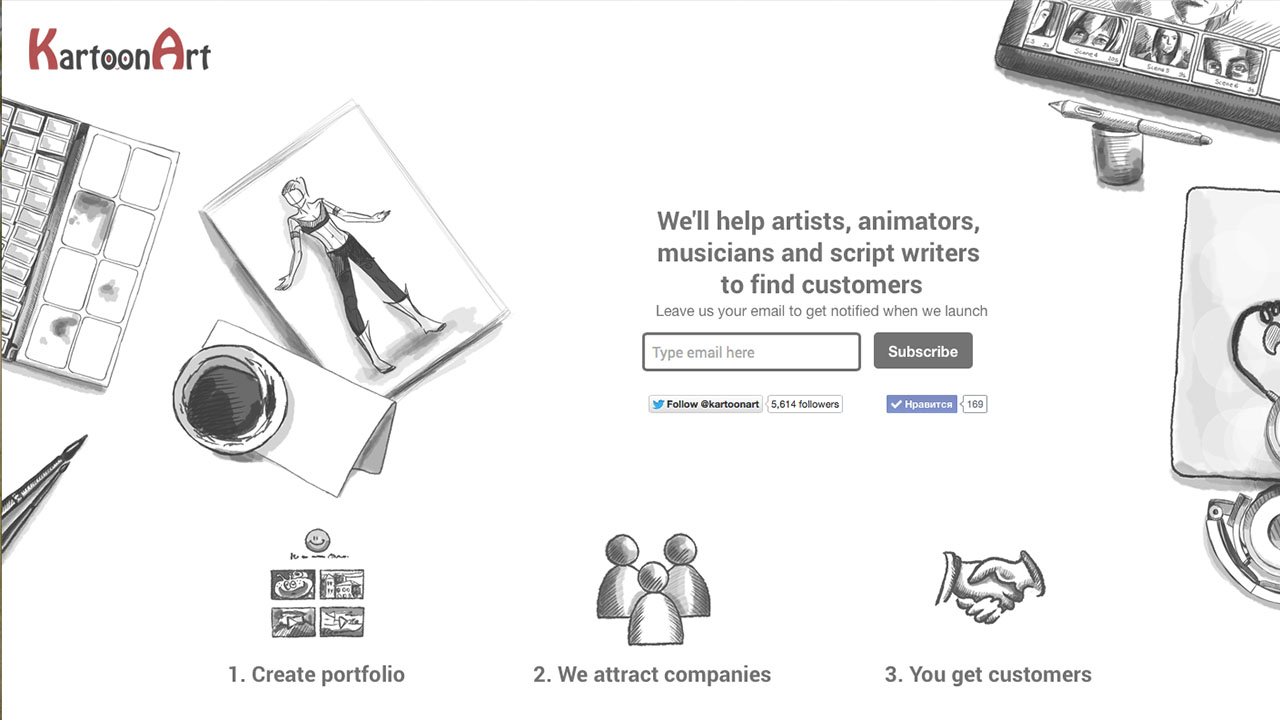 KartoonArt
Scene 4
Scene 5
Scene 6
We'll help artists, animators,
musicians and script writers
to find customers
Leave us your email to get notified when we launch
Type email here
Subscribe
Follow @kartoonart
5,614 followers
Нравится
169
1. Create portfolio
2. We attract companies
3. You get customers